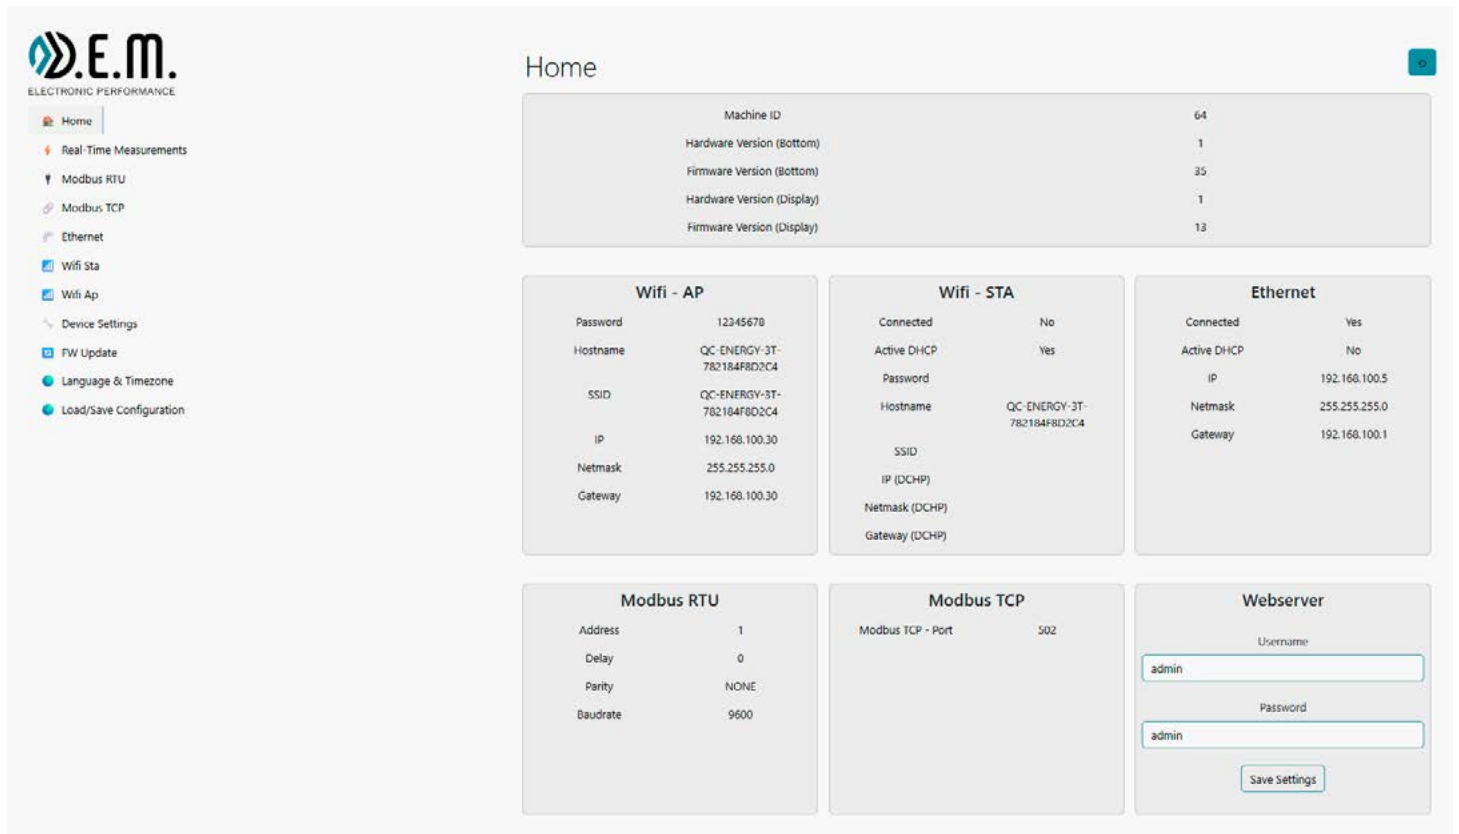 D.E.M.
ELECTRONIC PERFORMANCE
Home
Real-Time Measurements
Modbus RTU
Modbus TCP
Ethernet
Wifi Sta
Wifi Ap
Device Settings
FW Update
Language & Timezone
Load/Save Configuration
Home
Machine ID 64
Hardware Version (Bottom) 1
Firmware Version (Bottom) 35
Hardware Version (Display) 1
Firmware Version (Display) 13
Wifi - AP
Password 12345678
Hostname QC-ENERGY-3T-
782184F8D2C4
SSID QC-ENERGY-3T-
782184F8D2C4
IP 192.168.100.30
Netmask 255.255.255.0
Gateway 192.168.100.30
Wifi - STA
Connected No
Active DHCP Yes
Password
Hostname QC-ENERGY-3T-
782184F8D2C4
SSID
IP (DCHP)
Netmask (DCHP)
Gateway (DCHP)
Ethernet
Connected Yes
Active DHCP No
IP 192.168.100.5
Netmask 255.255.255.0
Gateway 192.168.100.1
Modbus RTU
Address 1
Delay 0
Parity NONE
Baudrate 9600
Modbus TCP
Modbus TCP - Port 502
Webserver
Username
admin
Password
admin
Save Settings